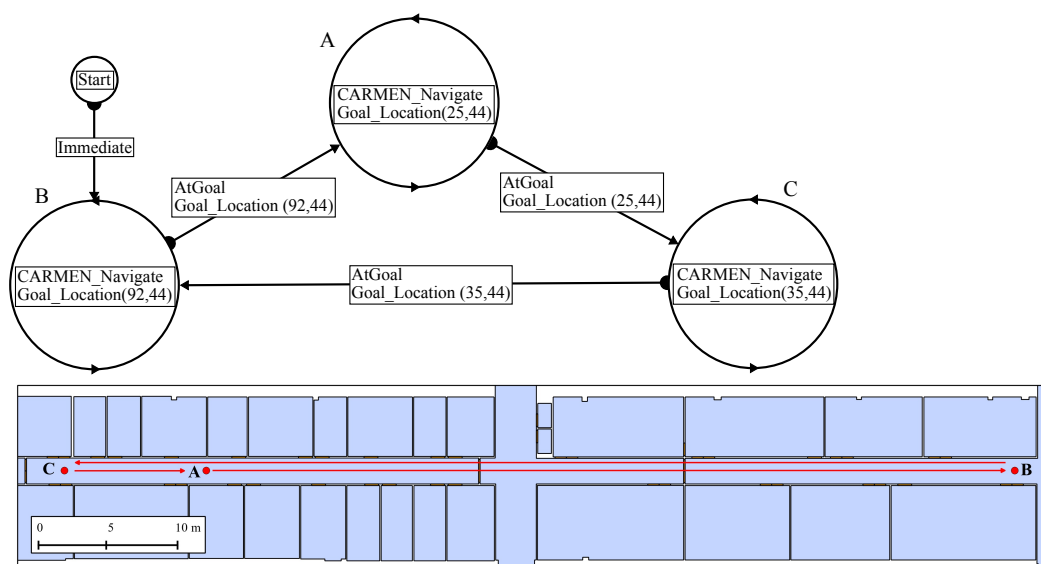 A
Start
CARMEN_Navigate
Goal_Location(25,44)
Immediate
AtGoal
Goal_Location (92,44)
AtGoal
Goal_Location (25,44)
B
C
CARMEN_Navigate
Goal_Location(92,44)
AtGoal
Goal_Location (35,44)
CARMEN_Navigate
Goal_Location(35,44)
C
A
B
0 5 10 m